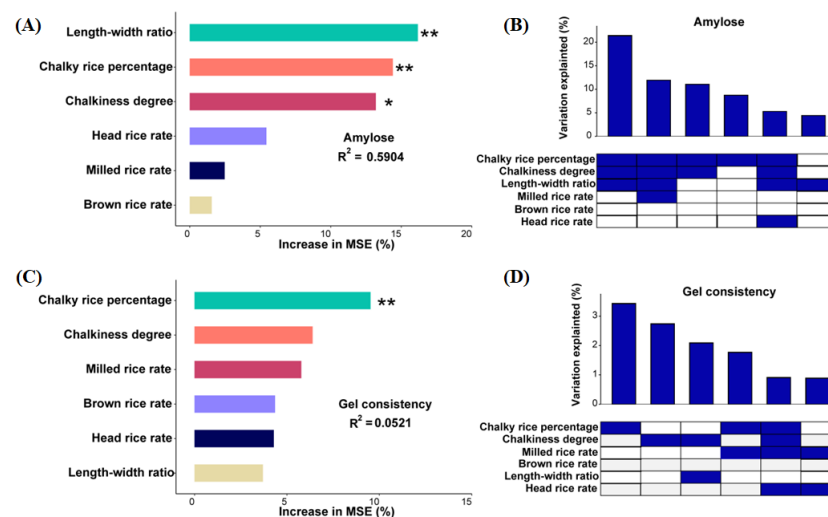 (A)
Length-width ratio
**
Chalky rice percentage
**
Chalkiness degree
*
Head rice rate
Milled rice rate
Brown rice rate
Amylose
R² = 0.5904
0 5 10 15 20
Increase in MSE (%)
(B)
Amylose
Variation explainted (%)
20
15
10
5
0
Chalky rice percentage
Chalkiness degree
Length-width ratio
Milled rice rate
Brown rice rate
Head rice rate
(C)
Chalky rice percentage
**
Chalkiness degree
Milled rice rate
Brown rice rate
Head rice rate
Length-width ratio
Gel consistency
R² = 0.0521
0 5 10 15
Increase in MSE (%)
(D)
Gel consistency
Variation explainted (%)
3
2
1
0
Chalky rice percentage
Chalkiness degree
Milled rice rate
Brown rice rate
Length-width ratio
Head rice rate